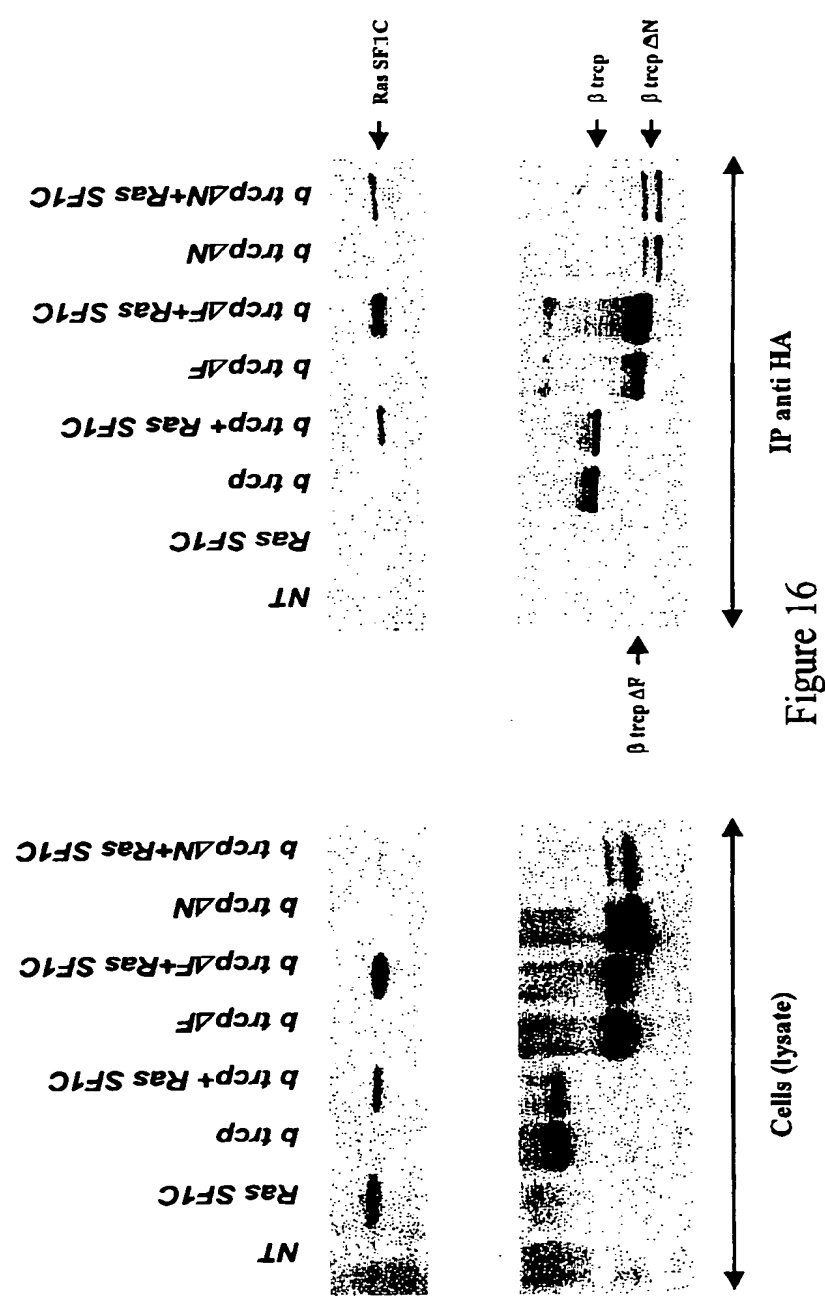 NT
Ras SF1C
b trcp
b trcp+ Ras SF1C
b trcpΔF
b trcpΔF+Ras SF1C
b trcpΔN
b trcpΔN+Ras SF1C
NT
Ras SF1C
b trcp
b trcp+ Ras SF1C
b trcpΔF
b trcpΔF+Ras SF1C
b trcpΔN
b trcpΔN+Ras SF1C
Ras SF1C
β trcp ΔF
β trcp
β trcp ΔN
Cells (lysate)
IP anti HA
Figure 16